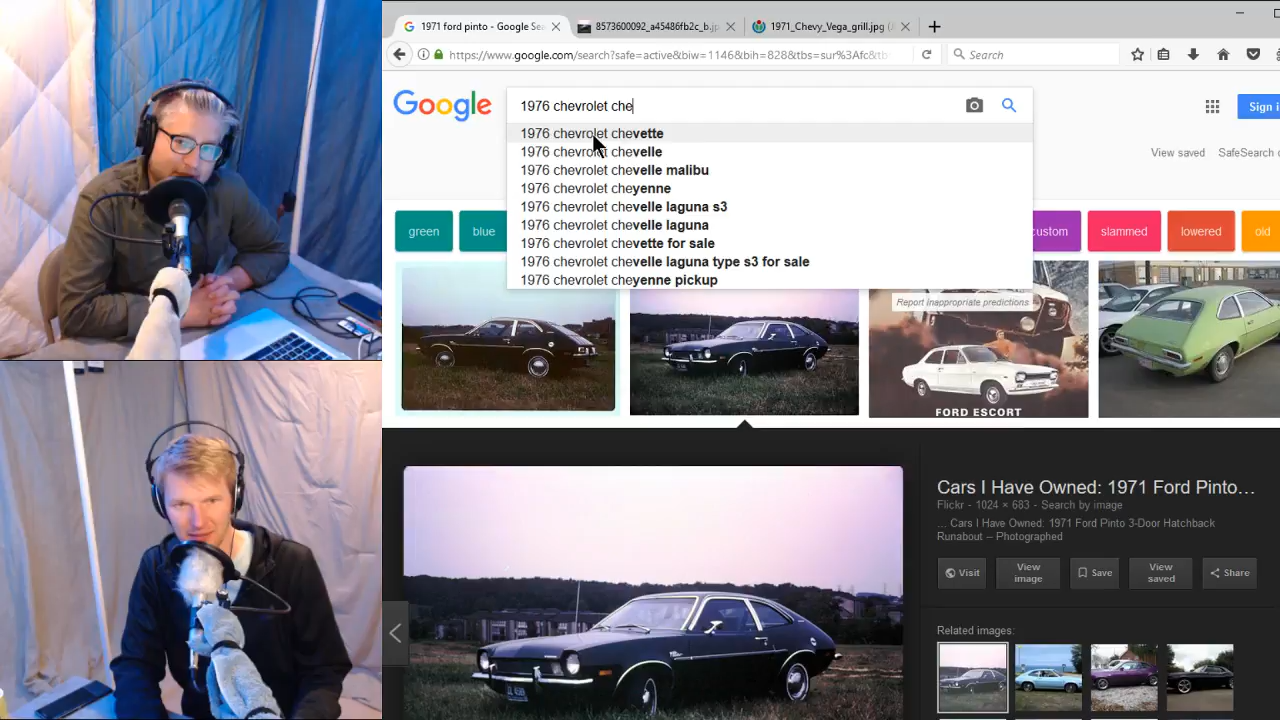 1971 ford pinto - Google Sea
8573600092_a45486fb2c_b.jp
1971_Chevy_Vega_grill.jpg (
https://www.google.com/search?safe=active&biw=1146&bih=828&tbs=sur%3Afc&tb
Search
Google
1976 chevrolet che
Sign i
1976 chevrolet chevette
1976 chevrolet chevelle
1976 chevrolet chevelle malibu
1976 chevrolet cheyenne
1976 chevrolet chevelle laguna s3
1976 chevrolet chevelle laguna
1976 chevrolet chevette for sale
1976 chevrolet chevelle laguna type s3 for sale
1976 chevrolet cheyenne pickup
View saved
SafeSearch
green
blue
custom
slammed
lowered
old
Report inappropriate predictions
FORD ESCORT
Cars I Have Owned: 1971 Ford Pinto…
Flickr - 1024 × 683 - Search by image
... Cars I Have Owned: 1971 Ford Pinto 3-Door Hatchback
Runabout -- Photographed
Visit
View
image
Save
View
saved
Share
Related images: